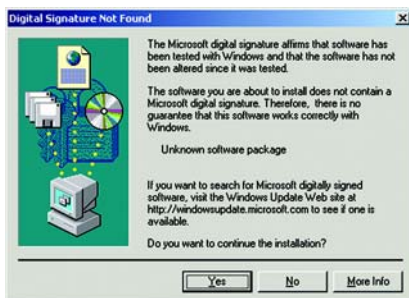 Digital Signature Not Found
The Microsoft digital signature affirms that software has
been tested with Windows and that the software has not
been altered since it was tested.
The software you are about to install does not contain a
Microsoft digital signature. Therefore, there is no
guarantee that this software works correctly with
Windows.
Unknown software package
If you want to search for Microsoft digitally signed
software, visit the Windows Update Web site at
http://windowsupdate.microsoft.com to see if one is
available.
Do you want to continue the installation?
Yes No More Info